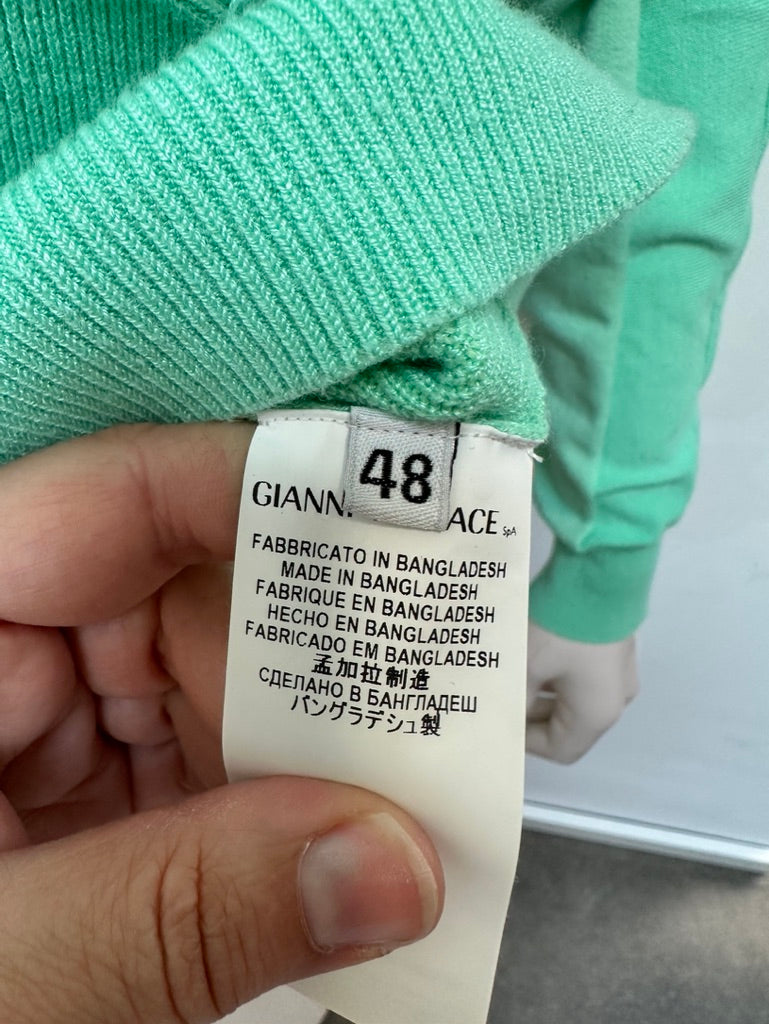 48
GIANN ACE SpA
FABBRICATO IN BANGLADESH
MADE IN BANGLADESH
FABRIQUE EN BANGLADESH
HECHO EN BANGLADESH
FABRICADO EM BANGLADESH
孟加拉制造
СДЕЛАНО В БАНГЛАДЕШ
バングラデシュ製